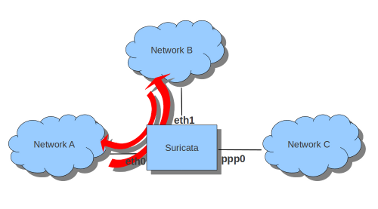 Network B
eth1
Network A
eth0
Suricata
ppp0
Network C